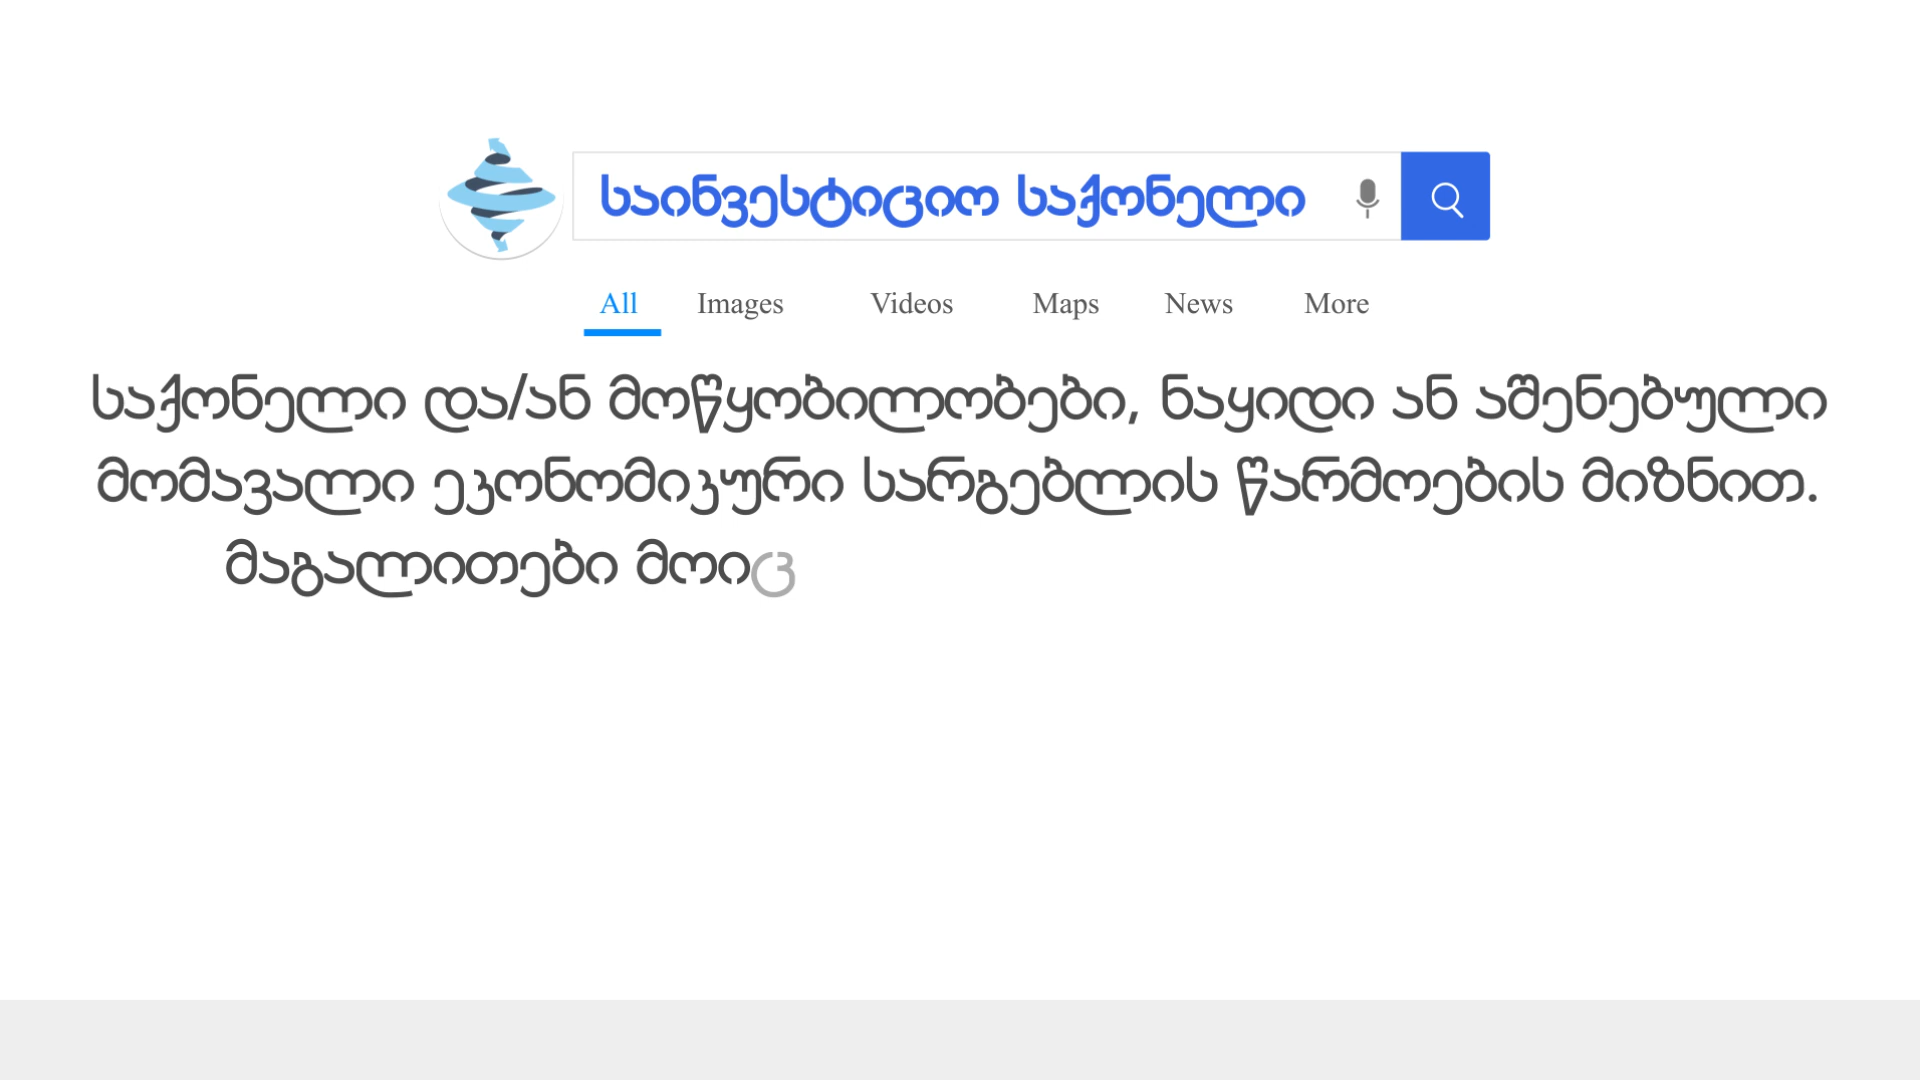 საინვესტიციო საქონელი
All Images Videos Maps News More
საქონელი და/ან მოწყობილობები, ნაყიდი ან აშენებული
მომავალი ეკონომიკური სარგებლის წარმოების მიზნით.
მაგალითები მოიც